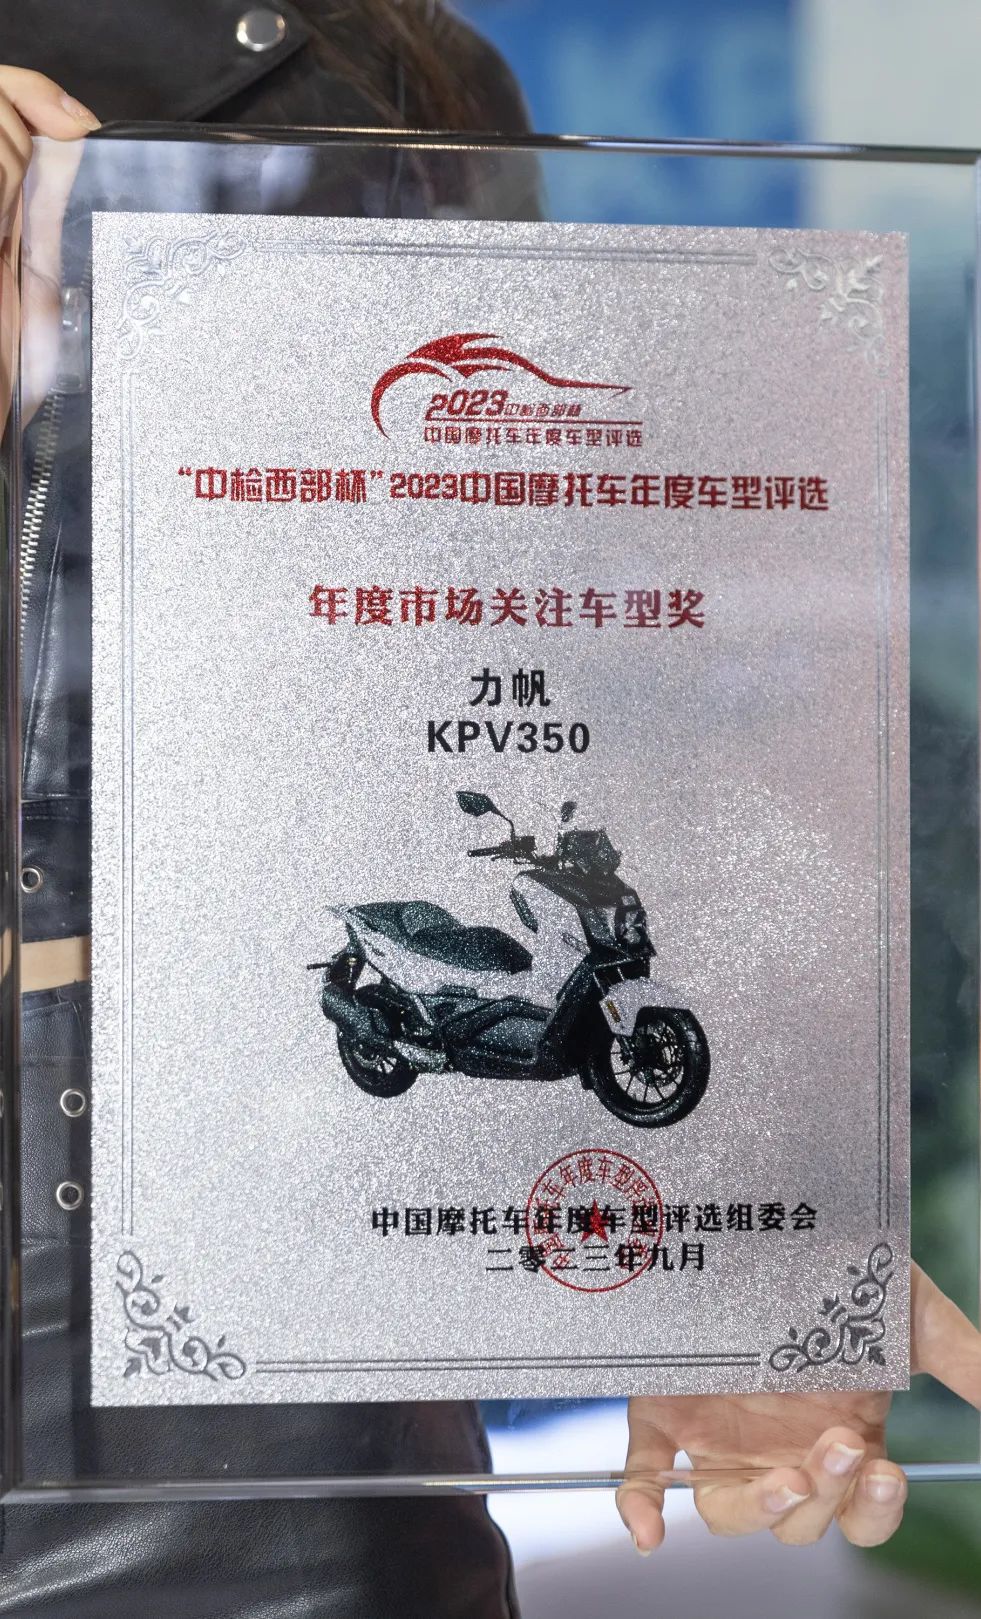 2023中检西部杯
中国摩托车年度车型评选
“中检西部杯”2023中国摩托车年度车型评选
年度市场关注车型奖
力帆
KPV350
中国摩托车年度车型评选组委会
二零二三年九月